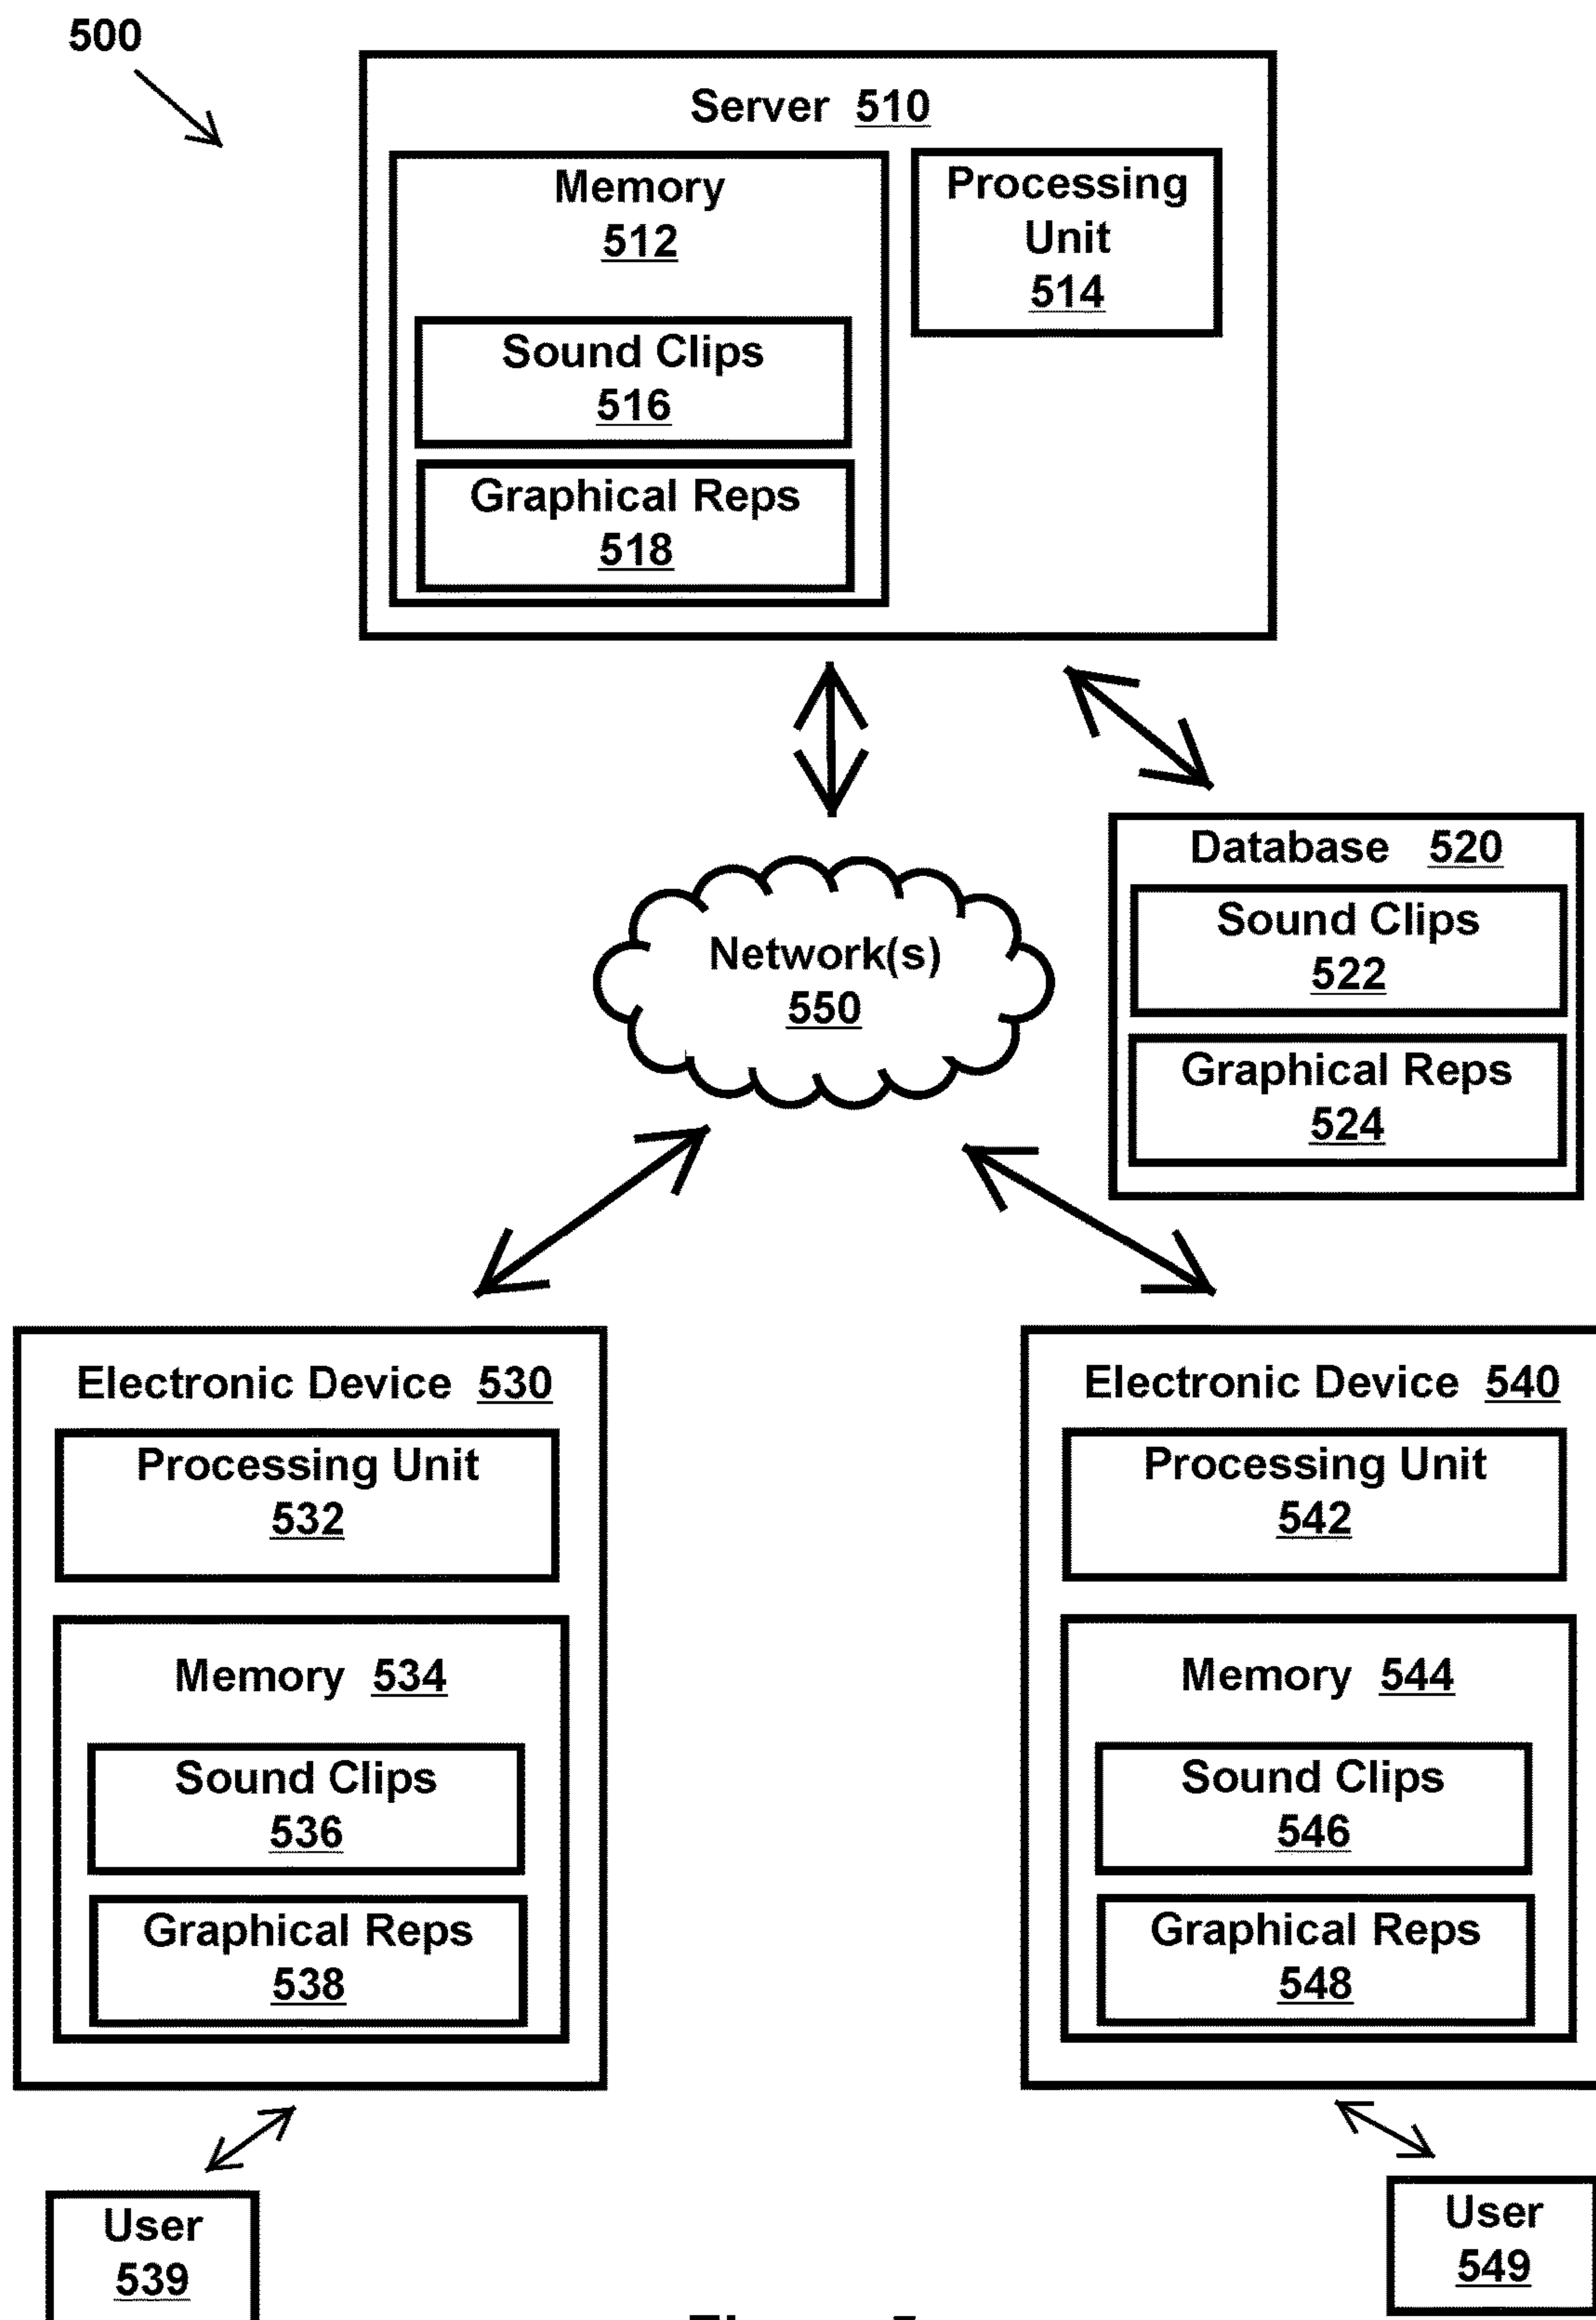 500
Server 510
Memory
512
Processing
Unit
514
Sound Clips
516
Graphical Reps
518
Database 520
Sound Clips
522
Graphical Reps
524
Network(s)
550
Electronic Device 530
Processing Unit
532
Memory 534
Sound Clips
536
Graphical Reps
538
Electronic Device 540
Processing Unit
542
Memory 544
Sound Clips
546
Graphical Reps
548
User
539
User
549